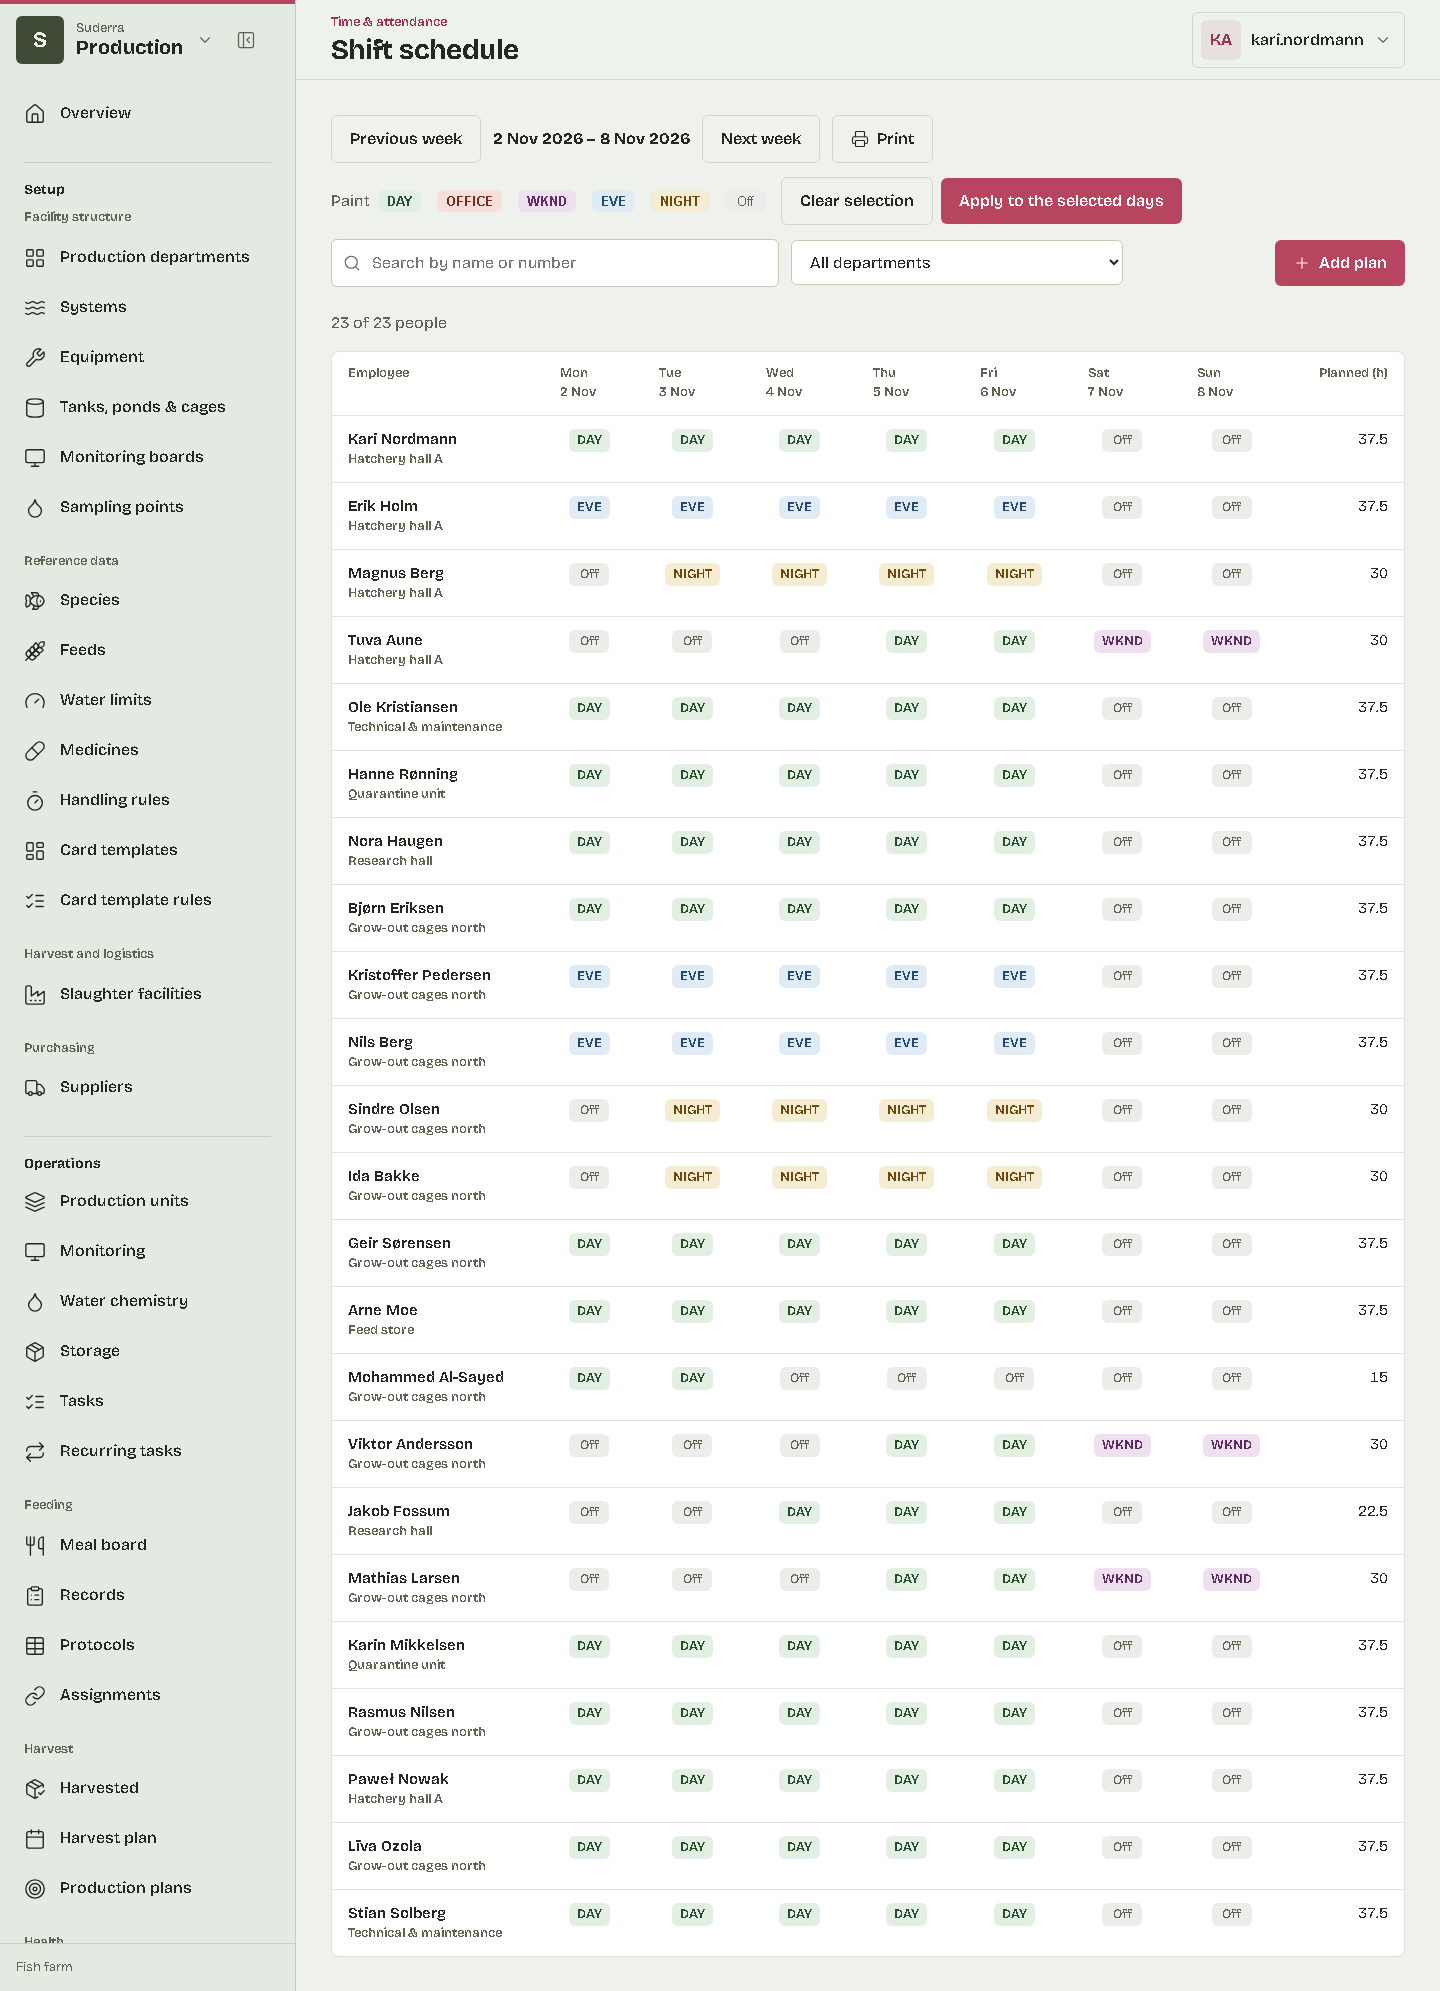 S
Suderra
Production
Overview
Setup
Facility structure
Production departments
Systems
Equipment
Tanks, ponds & cages
Monitoring boards
Sampling points
Reference data
Species
Feeds
Water limits
Medicines
Handling rules
Card templates
Card template rules
Harvest and logistics
Slaughter facilities
Purchasing
Suppliers
Operations
Production units
Monitoring
Water chemistry
Storage
Tasks
Recurring tasks
Feeding
Meal board
Records
Protocols
Assignments
Harvest
Harvested
Harvest plan
Production plans
Health
Fish farm
Time & attendance
Shift schedule
KA kari.nordmann
Previous week 2 Nov 2026 – 8 Nov 2026 Next week Print
Paint DAY OFFICE WKND EVE NIGHT Off Clear selection Apply to the selected days
Search by name or number All departments Add plan
23 of 23 people
Employee Mon Tue Wed Thu Fri Sat Sun Planned (h)
2 Nov 3 Nov 4 Nov 5 Nov 6 Nov 7 Nov 8 Nov
Kari Nordmann DAY DAY DAY DAY DAY Off Off 37.5
Hatchery hall A
Erik Holm EVE EVE EVE EVE EVE Off Off 37.5
Hatchery hall A
Magnus Berg Off NIGHT NIGHT NIGHT NIGHT Off Off 30
Hatchery hall A
Tuva Aune Off Off Off DAY DAY WKND WKND 30
Hatchery hall A
Ole Kristiansen DAY DAY DAY DAY DAY Off Off 37.5
Technical & maintenance
Hanne Rønning DAY DAY DAY DAY DAY Off Off 37.5
Quarantine unit
Nora Haugen DAY DAY DAY DAY DAY Off Off 37.5
Research hall
Bjørn Eriksen DAY DAY DAY DAY DAY Off Off 37.5
Grow-out cages north
Kristoffer Pedersen EVE EVE EVE EVE EVE Off Off 37.5
Grow-out cages north
Nils Berg EVE EVE EVE EVE EVE Off Off 37.5
Grow-out cages north
Sindre Olsen Off NIGHT NIGHT NIGHT NIGHT Off Off 30
Grow-out cages north
Ida Bakke Off NIGHT NIGHT NIGHT NIGHT Off Off 30
Grow-out cages north
Geir Sørensen DAY DAY DAY DAY DAY Off Off 37.5
Grow-out cages north
Arne Moe DAY DAY DAY DAY DAY Off Off 37.5
Feed store
Mohammed Al-Sayed DAY DAY Off Off Off Off Off 15
Grow-out cages north
Viktor Andersson Off Off Off DAY DAY WKND WKND 30
Grow-out cages north
Jakob Fossum Off Off DAY DAY DAY Off Off 22.5
Research hall
Mathias Larsen Off Off Off DAY DAY WKND WKND 30
Grow-out cages north
Karin Mikkelsen DAY DAY DAY DAY DAY Off Off 37.5
Quarantine unit
Rasmus Nilsen DAY DAY DAY DAY DAY Off Off 37.5
Grow-out cages north
Paweł Nowak DAY DAY DAY DAY DAY Off Off 37.5
Hatchery hall A
Līva Ozola DAY DAY DAY DAY DAY Off Off 37.5
Grow-out cages north
Stian Solberg DAY DAY DAY DAY DAY Off Off 37.5
Technical & maintenance